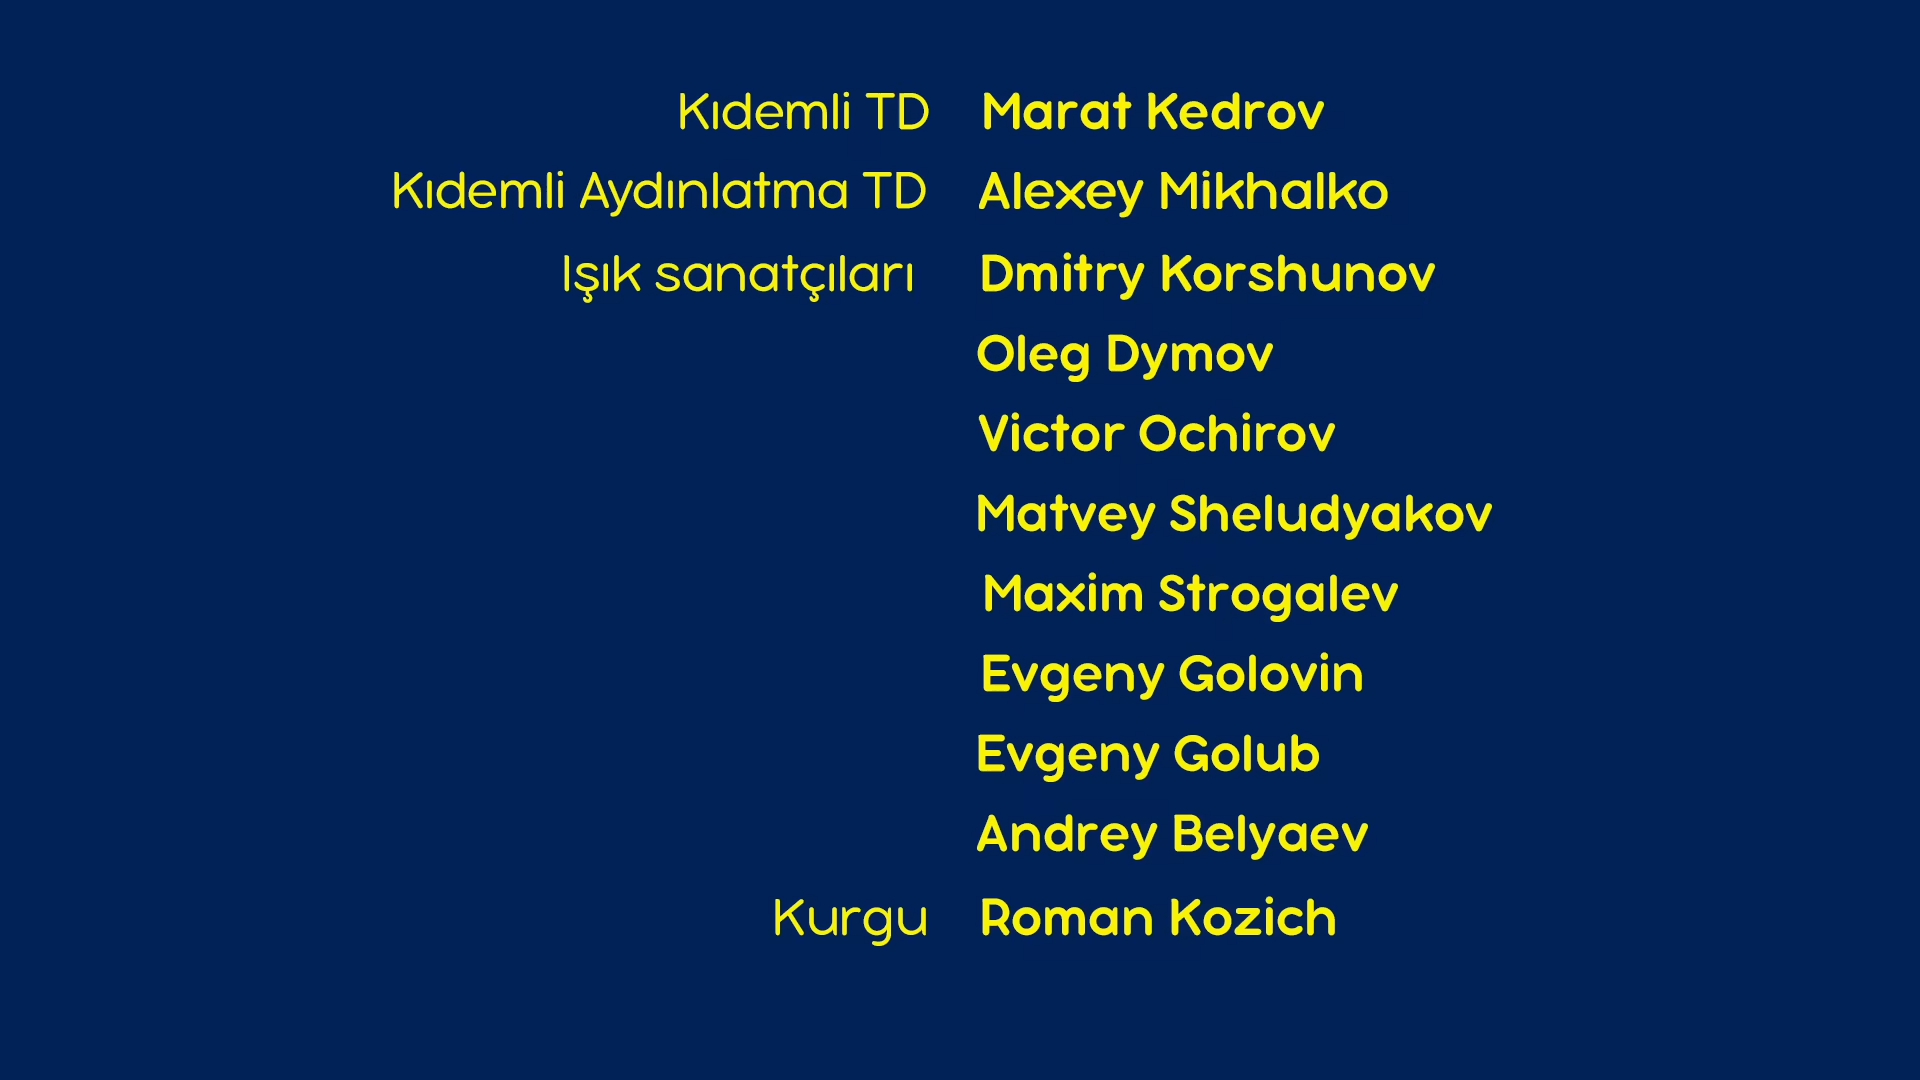 Kıdemli TD Marat Kedrov
Kıdemli Aydınlatma TD Alexey Mikhalko
Işık sanatçıları Dmitry Korshunov
Oleg Dymov
Victor Ochirov
Matvey Sheludyakov
Maxim Strogalev
Evgeny Golovin
Evgeny Golub
Andrey Belyaev
Kurgu Roman Kozich